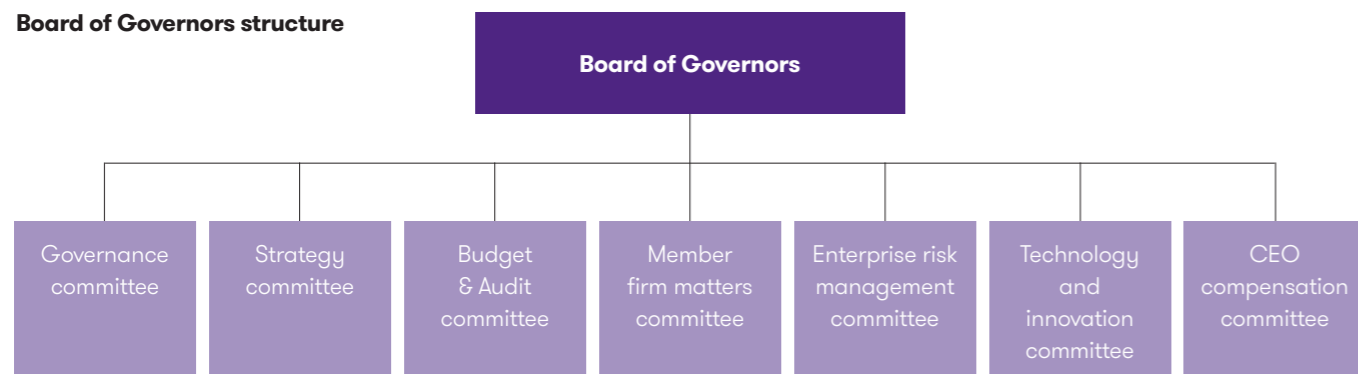 Board of Governors structure
Board of Governors
Governance
committee
Strategy
committee
Budget
& Audit
committee
Member
firm matters
committee
Enterprise risk
management
committee
Technology
and
innovation
committee
CEO
compensation
committee